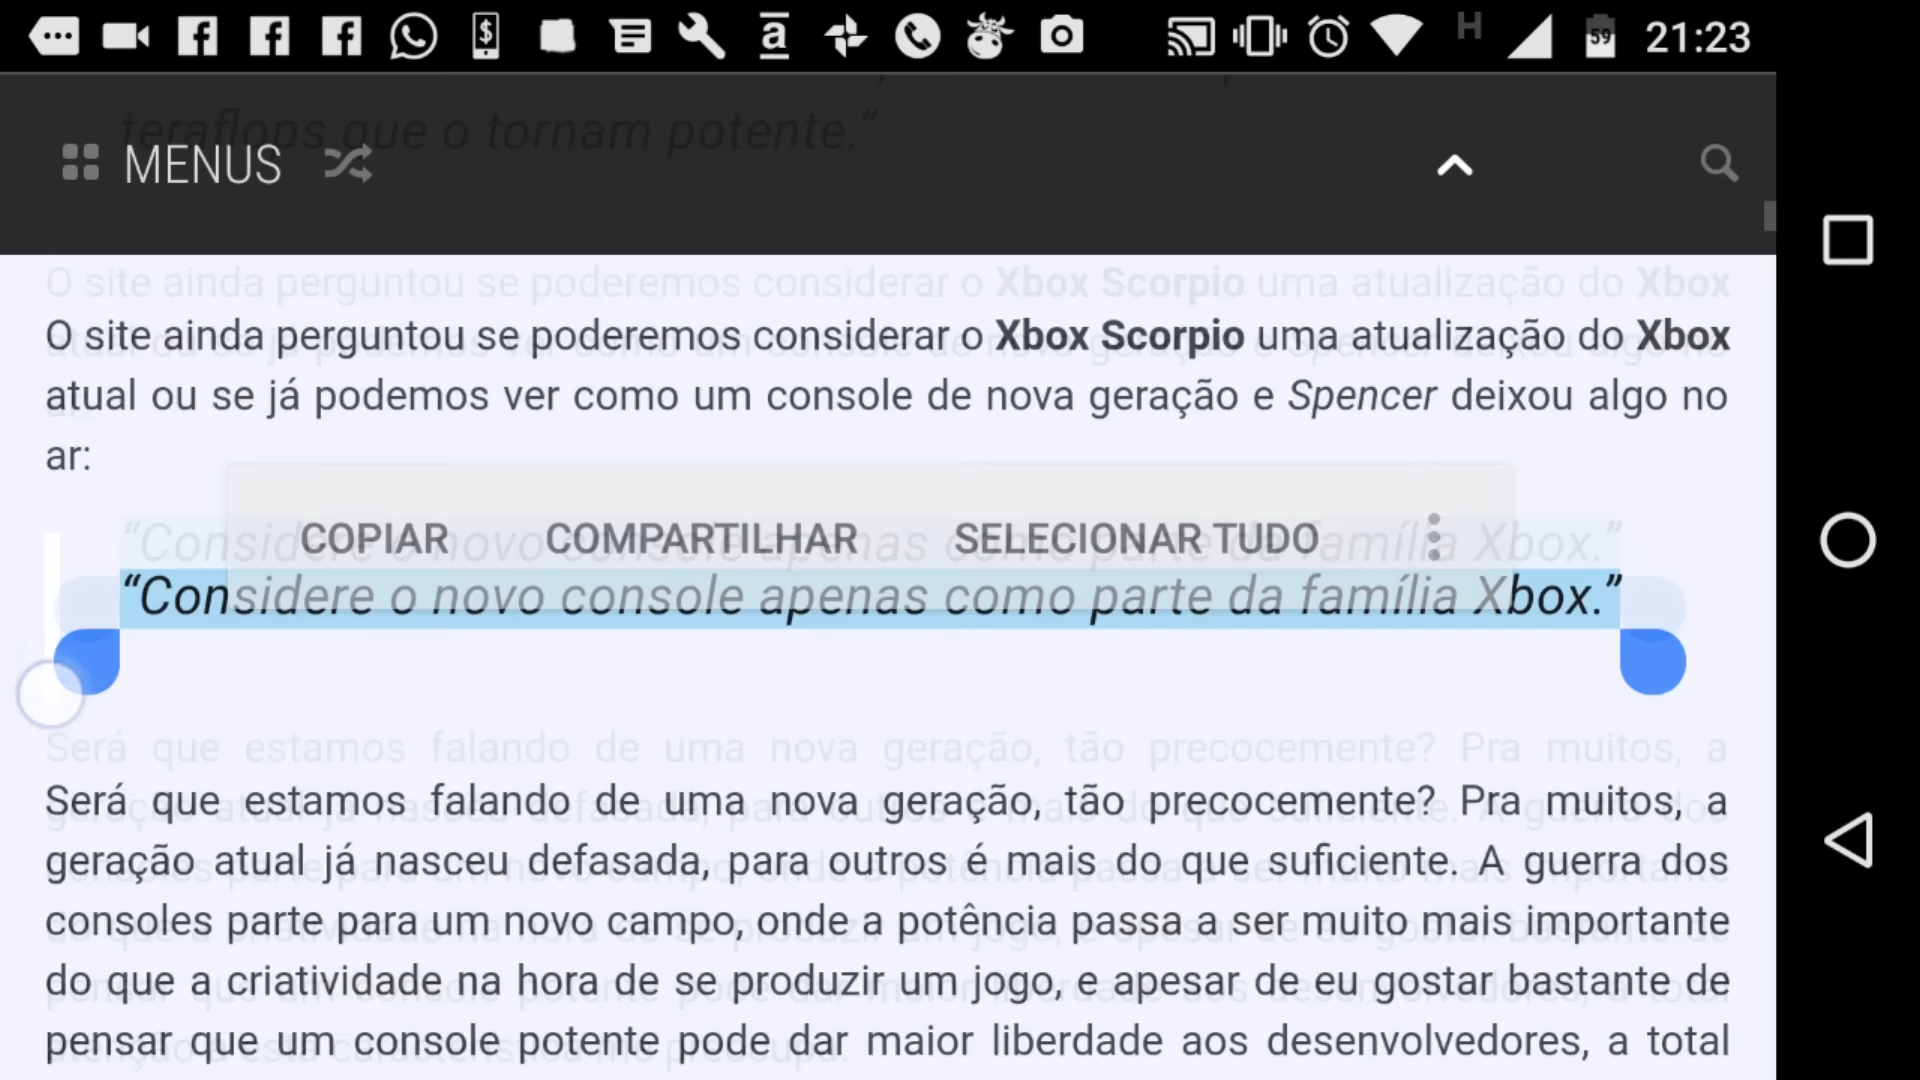 59 21:23
H
teraflops que o tornam potente.”
MENUS
O site ainda perguntou se poderemos considerar o Xbox Scorpio uma atualização do Xbox
atual ou se já podemos ver como um console de nova geração e Spencer deixou algo no
ar:
COPIAR COMPARTILHAR SELECIONAR TUDO
“Considere o novo console apenas como parte da família Xbox.”
Será que estamos falando de uma nova geração, tão precocemente? Pra muitos, a
geração atual já nasceu defasada, para outros é mais do que suficiente. A guerra dos
consoles parte para um novo campo, onde a potência passa a ser muito mais importante
do que a criatividade na hora de se produzir um jogo, e apesar de eu gostar bastante de
pensar que um console potente pode dar maior liberdade aos desenvolvedores, a total